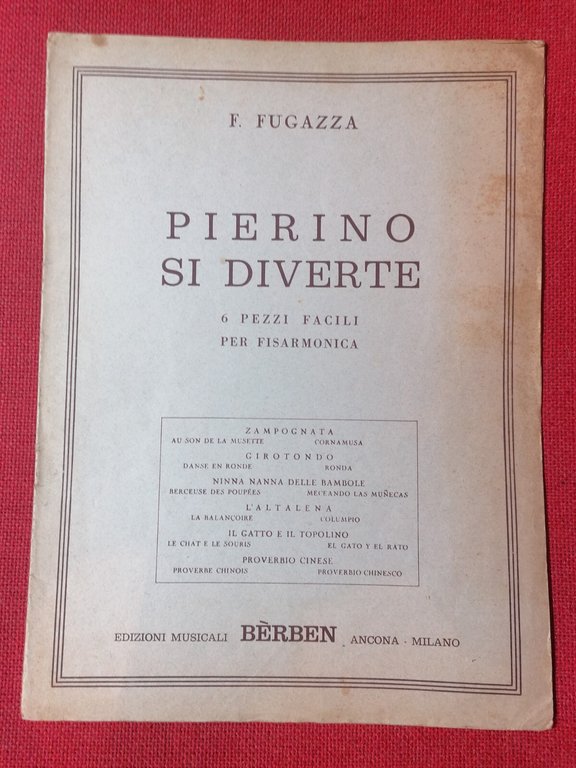 F. FUGAZZA
PIERINO
SI DIVERTE
6 PEZZI FACILI
PER FISARMONICA
ZAMPOGNATA
AU SON DE LA MUSETTE CORNAMUSA
GIROTONDO
DANSE EN RONDE RONDA
NINNA NANNA DELLE BAMBOLE
BERCEUSE DES POUPÉES MECEANDO LAS MUÑECAS
L'ALTALENA
LA BALANÇOIRE COLUMPIO
IL GATTO E IL TOPOLINO
LE CHAT E LE SOURIS EL GATO Y EL RATO
PROVERBIO CINESE
PROVERBE CHINOIS PROVERBIO CHINESCO
EDIZIONI MUSICALI BÈRBEN ANCONA - MILANO